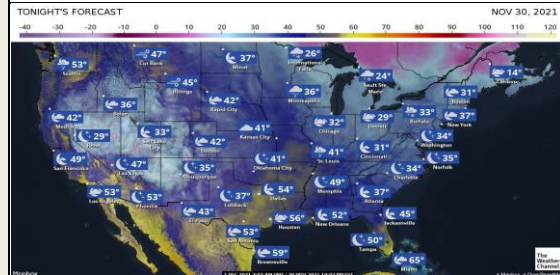 TONIGHT'S FORECAST NOV 30, 2021
-40 -30 -20 -10 0 10 20 30 40 50 60 70 80 90 100 110 120
53°
Seattle
47°
Cut Bank
37°
Minot
26°
International Falls
24°
Sault Ste. Marie
14°
Caribou
45°
Billings
36°
Boise
42°
Rapid City
36°
Minneapolis
31°
Boston
42°
29°
Reno
33°
Salt Lake City
42°
Denver
41°
Kansas City
32°
Chicago
29°
Detroit
33°
Buffalo
37°
New York
49°
San Francisco
47°
Las Vegas
35°
Albuquerque
41°
Oklahoma City
41°
St. Louis
31°
Cincinnati
34
Washington
35°
Norfolk
53°
Los Angeles
53°
Phoenix
37°
Lubbock
54°
Dallas
49°
Memphis
34°
Charlotte
37°
Atlanta
43°
El Paso
53°
San Antonio
56°
Houston
52°
New Orleans
45°
Jacksonville
59°
Brownsville
50°
Tampa
65°
Miami
The
Weather
Channel